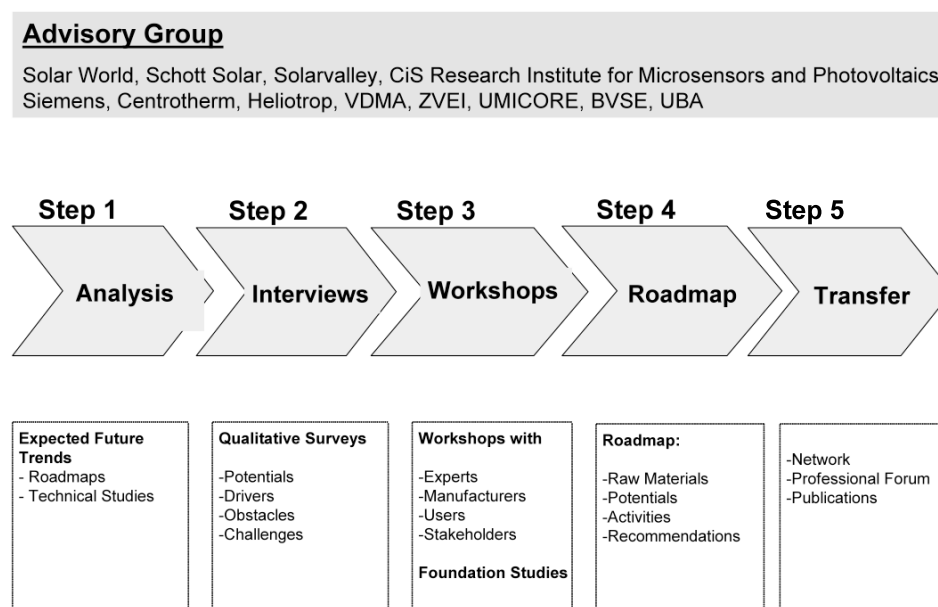 Advisory Group
Solar World, Schott Solar, Solarvalley, CiS Research Institute for Microsensors and Photovoltaics
Siemens, Centrotherm, Heliotrop, VDMA, ZVEI, UMICORE, BVSE, UBA
Step 1
Step 2
Step 3
Step 4
Step 5
Analysis
Interviews
Workshops
Roadmap
Transfer
Expected Future
Trends
- Roadmaps
- Technical Studies
Qualitative Surveys
-Potentials
-Drivers
-Obstacles
-Challenges
Workshops with
-Experts
-Manufacturers
-Users
-Stakeholders
Foundation Studies
Roadmap:
-Raw Materials
-Potentials
-Activities
-Recommendations
-Network
-Professional Forum
-Publications